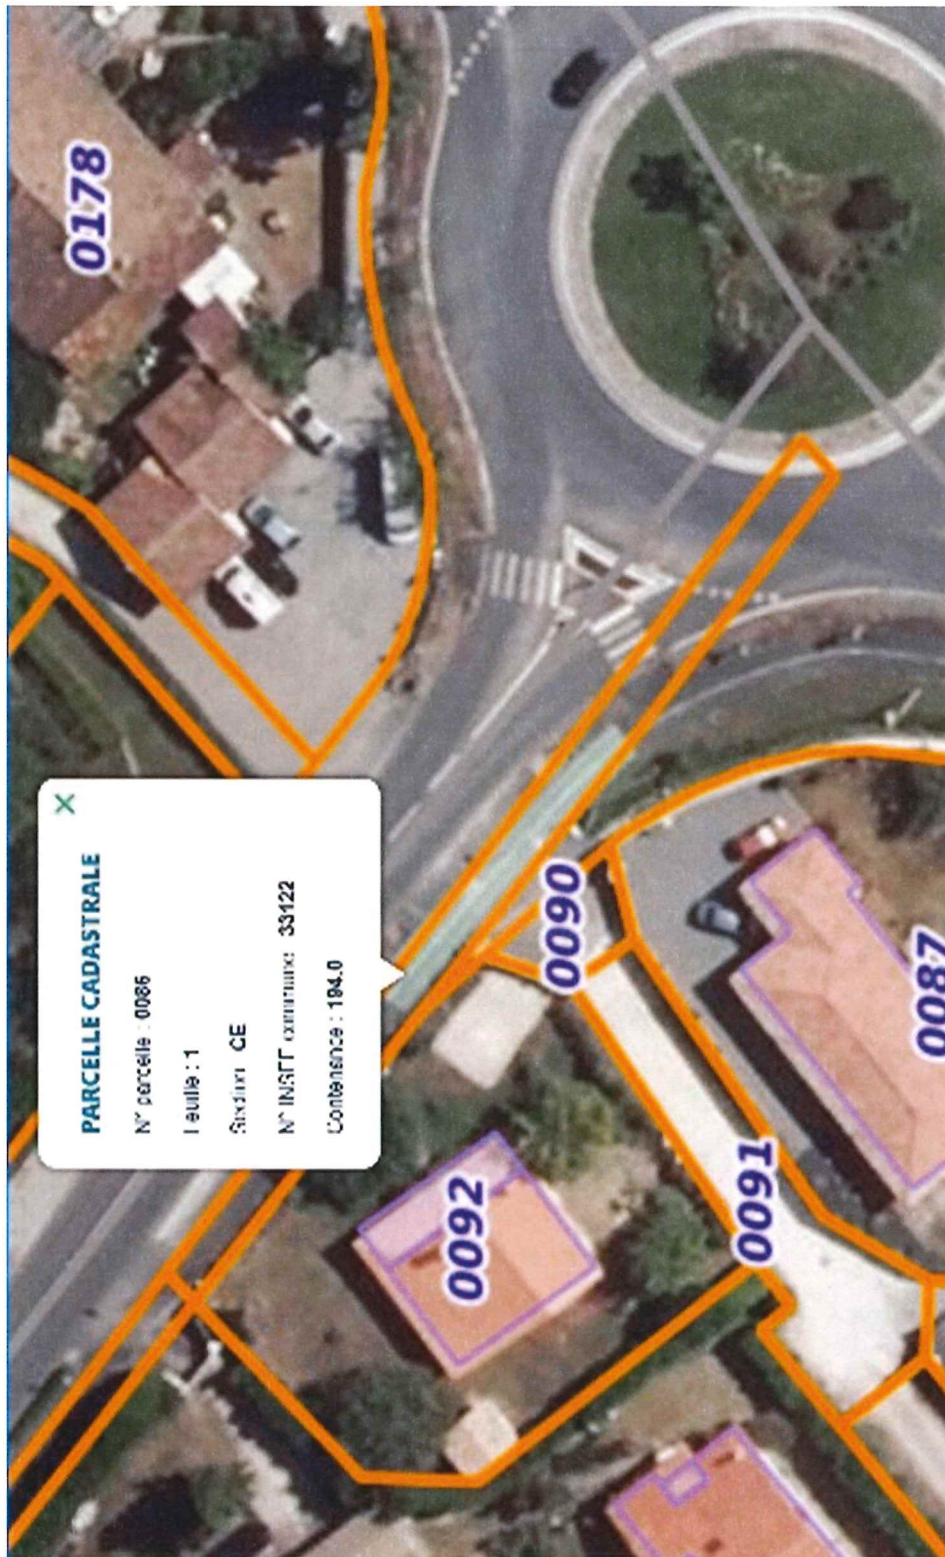 0178
PARCELLE CADASTRALE
N° parcelle : 0086
Feuille : 1
Section CE
N° INSEE commune 33122
Contenance : 194.0
0090
0092
0091
0087